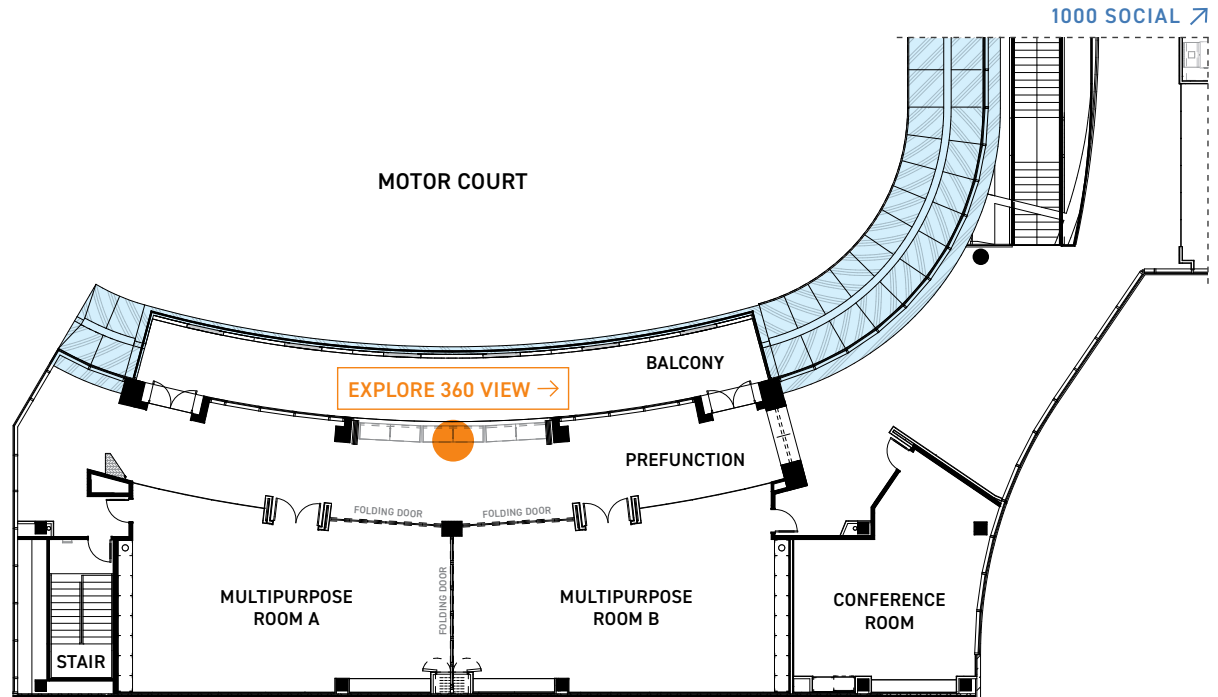 1000 SOCIAL ↗
MOTOR COURT
BALCONY
EXPLORE 360 VIEW →
PREFUNCTION
FOLDING DOOR
FOLDING DOOR
FOLDING DOOR
MULTIPURPOSE
ROOM A
MULTIPURPOSE
ROOM B
CONFERENCE
ROOM
STAIR